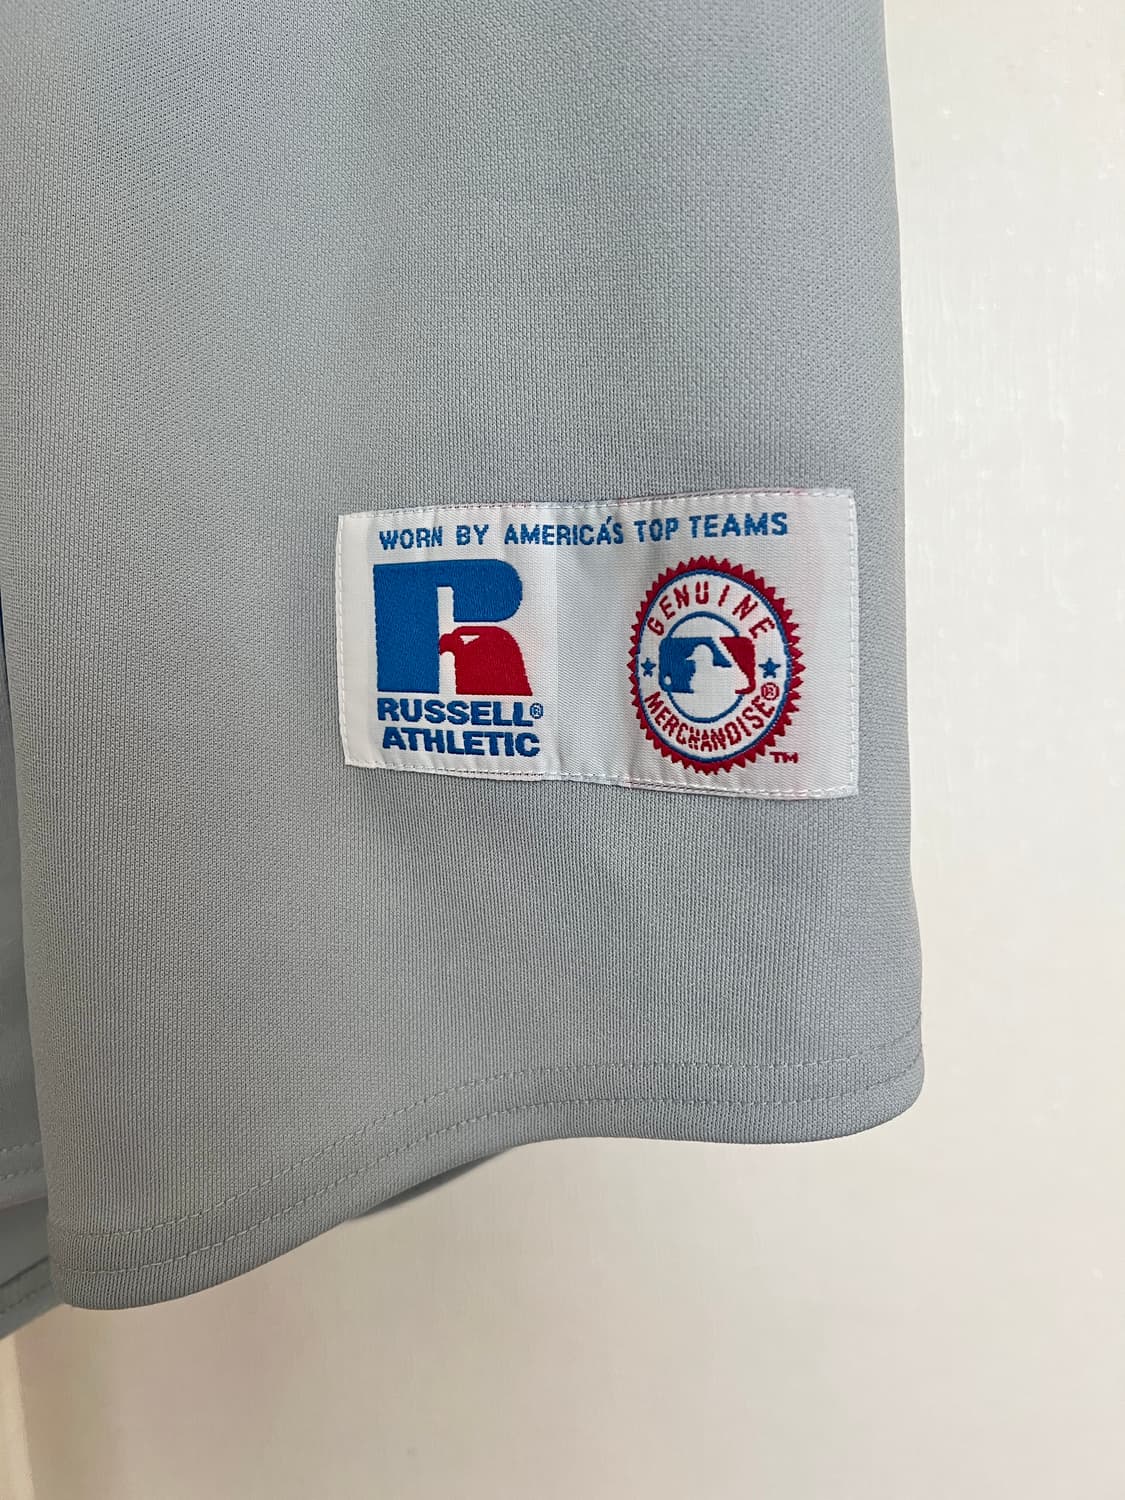 WORN BY AMERICA'S TOP TEAMS
R
RUSSELL®
ATHLETIC
GENUINE
MERCHANDISE®
TM